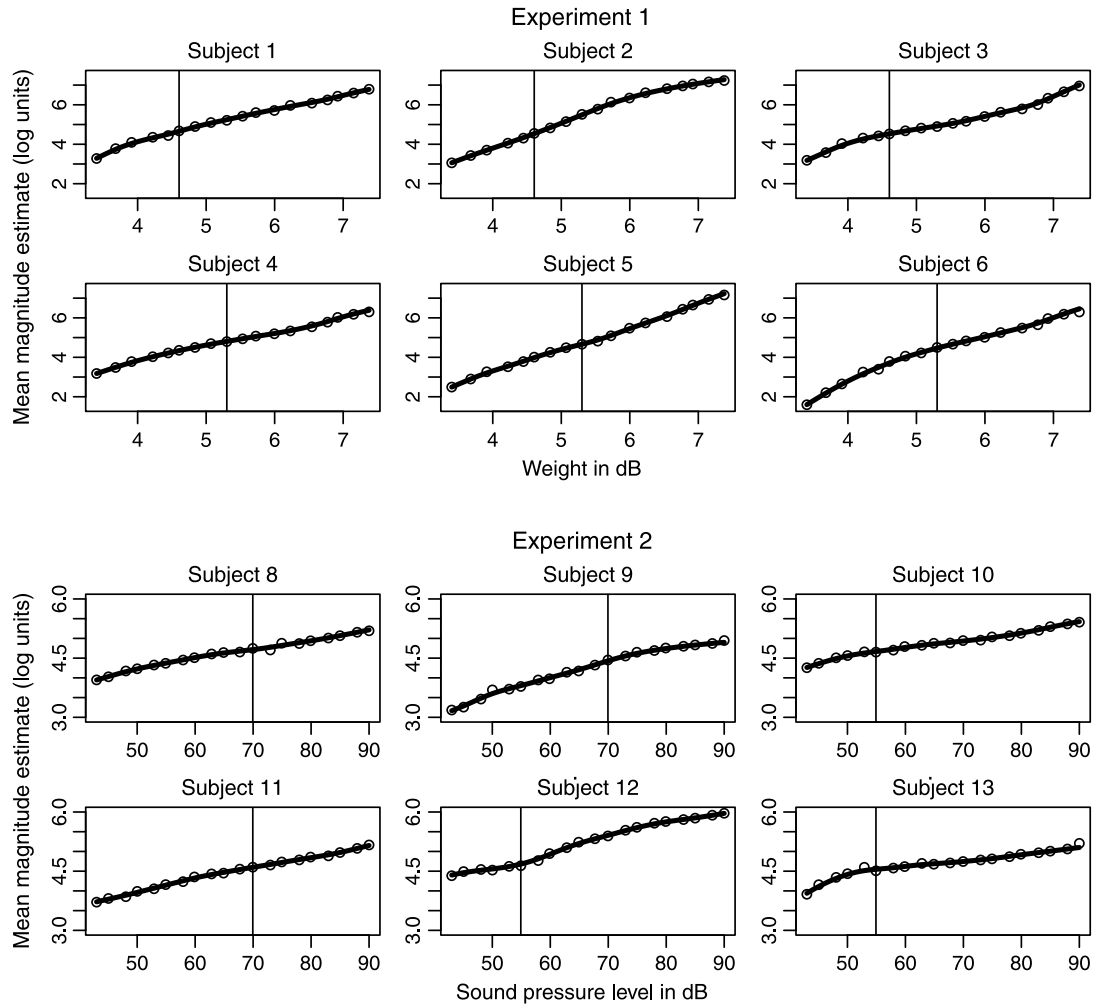 Experiment 1
Subject 1 Subject 2 Subject 3
Mean magnitude estimate (log units)
6 6 6
4 4 4
2 2 2
4 5 6 7 4 5 6 7 4 5 6 7
Subject 4 Subject 5 Subject 6
6 6 6
4 4 4
2 2 2
4 5 6 7 4 5 6 7 4 5 6 7
Weight in dB
Experiment 2
Subject 8 Subject 9 Subject 10
Mean magnitude estimate (log units)
6.0 6.0 6.0
4.5 4.5 4.5
3.0 3.0 3.0
50 60 70 80 90 50 60 70 80 90 50 60 70 80 90
Subject 11 Subject 12 Subject 13
6.0 6.0 6.0
4.5 4.5 4.5
3.0 3.0 3.0
50 60 70 80 90 50 60 70 80 90 50 60 70 80 90
Sound pressure level in dB